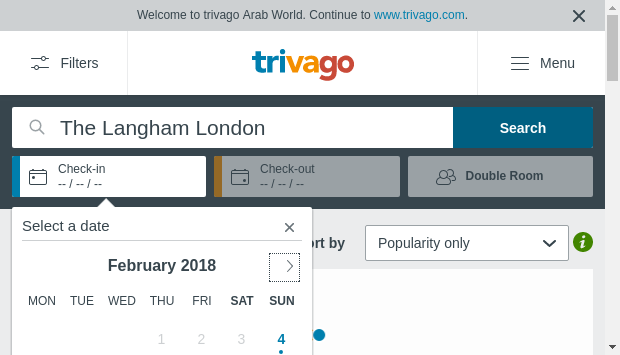 Welcome to trivago Arab World. Continue to www.trivago.com.
Filters
trivago
Menu
The Langham London
Search
Check-in
-- / -- / --
Check-out
-- / -- / --
Double Room
Select a date
rt by
Popularity only
February 2018
MON TUE WED THU FRI SAT SUN
1 2 3 4